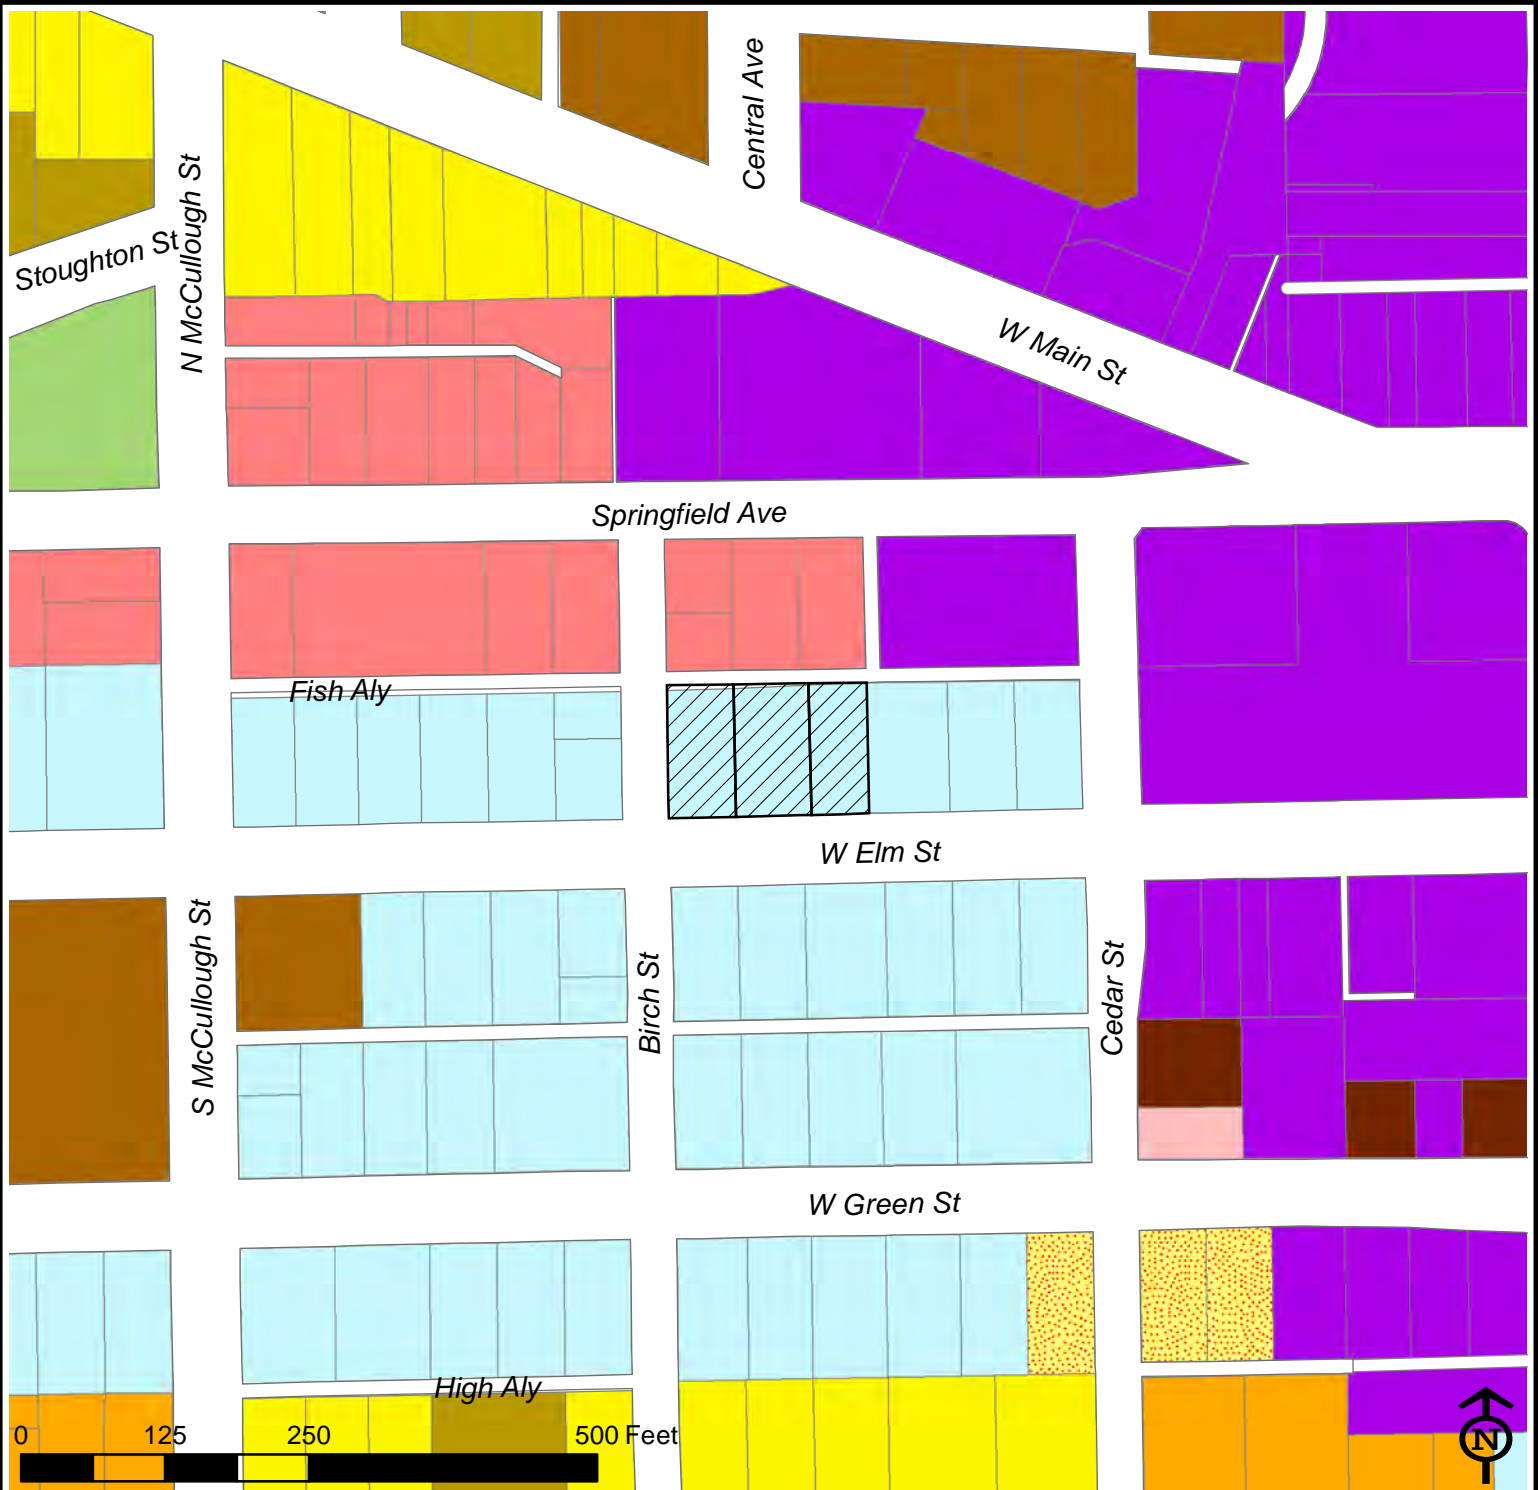 Central Ave
N McCullough St
Stoughton St
W Main St
Springfield Ave
Fish Aly
W Elm St
S McCullough St
Birch St
Cedar St
W Green St
High Aly
0 125 250 500 Feet
N